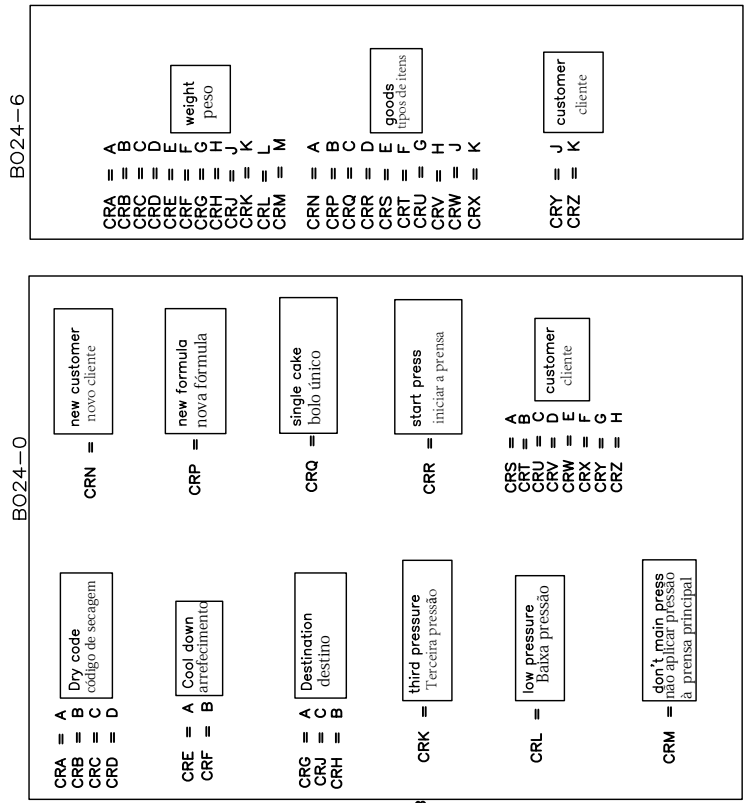 BO24-0
CRA = A
CRB = B
CRC = C
CRD = D
Dry code
código de secagem
CRE = A
CRF = B
Cool down
arrefecimento
CRG = A
CRJ = C
CRH = B
Destination
destino
CRK =
third pressure
Terceira pressão
CRL =
low pressure
Baixa pressão
CRM =
don't main press
não aplicar pressão
à prensa principal
CRN =
new customer
novo cliente
CRP =
new formula
nova fórmula
CRQ =
single cake
bolo único
CRR =
start press
iniciar a prensa
CRS = A
CRT = B
CRU = C
CRV = D
CRW = E
CRX = F
CRY = G
CRZ = H
customer
cliente
BO24-6
CRA = A
CRB = B
CRC = C
CRD = D
CRE = E
CRF = F
CRG = G
CRH = H
CRJ = J
CRK = K
CRL = L
CRM = M
weight
peso
CRN = A
CRP = B
CRQ = C
CRR = D
CRS = E
CRT = F
CRU = G
CRV = H
CRW = J
CRX = K
goods
tipos de itens
CRY = J
CRZ = K
customer
cliente